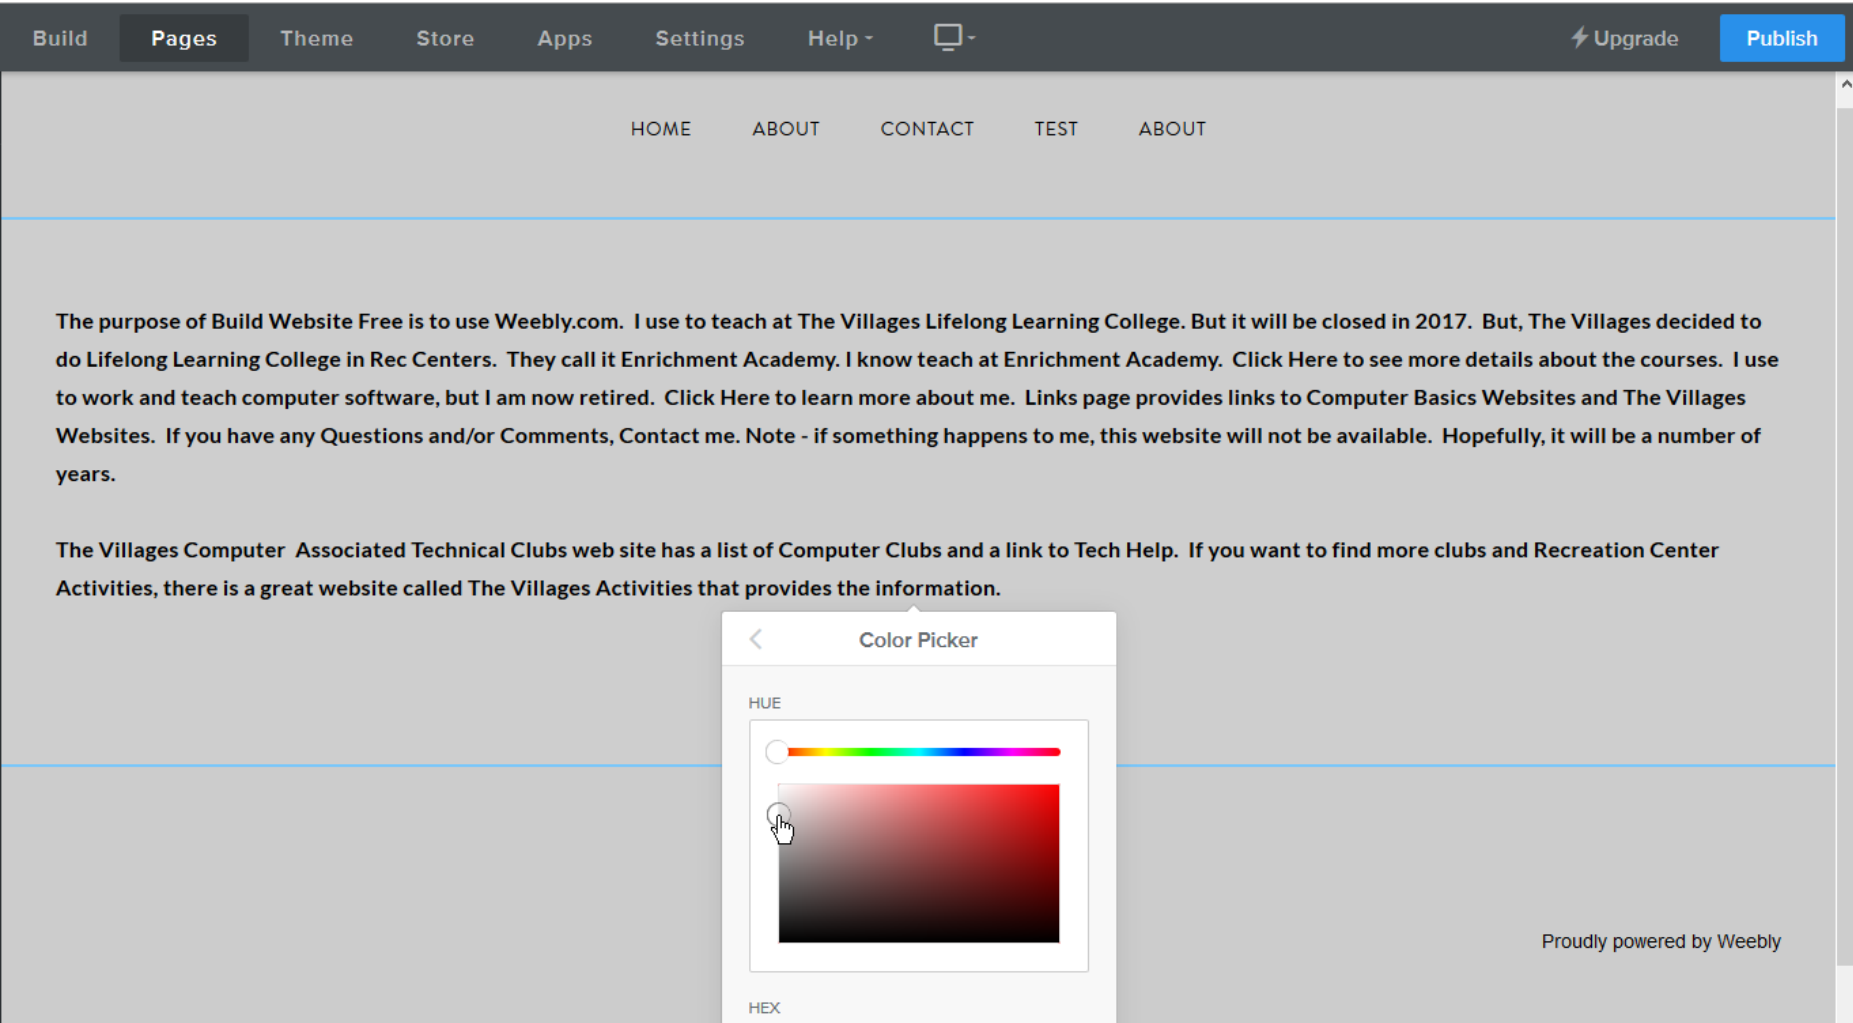 Build Pages Theme Store Apps Settings Help Upgrade Publish
HOME ABOUT CONTACT TEST ABOUT
The purpose of Build Website Free is to use Weebly.com.  I use to teach at The Villages Lifelong Learning College. But it will be closed in 2017.  But, The Villages decided to
do Lifelong Learning College in Rec Centers.  They call it Enrichment Academy. I know teach at Enrichment Academy.  Click Here to see more details about the courses.  I use
to work and teach computer software, but I am now retired.  Click Here to learn more about me.  Links page provides links to Computer Basics Websites and The Villages
Websites.  If you have any Questions and/or Comments, Contact me. Note - if something happens to me, this website will not be available.  Hopefully, it will be a number of
years.
The Villages Computer  Associated Technical Clubs web site has a list of Computer Clubs and a link to Tech Help.  If you want to find more clubs and Recreation Center
Activities, there is a great website called The Villages Activities that provides the information.
Color Picker
HUE
Proudly powered by Weebly
HEX